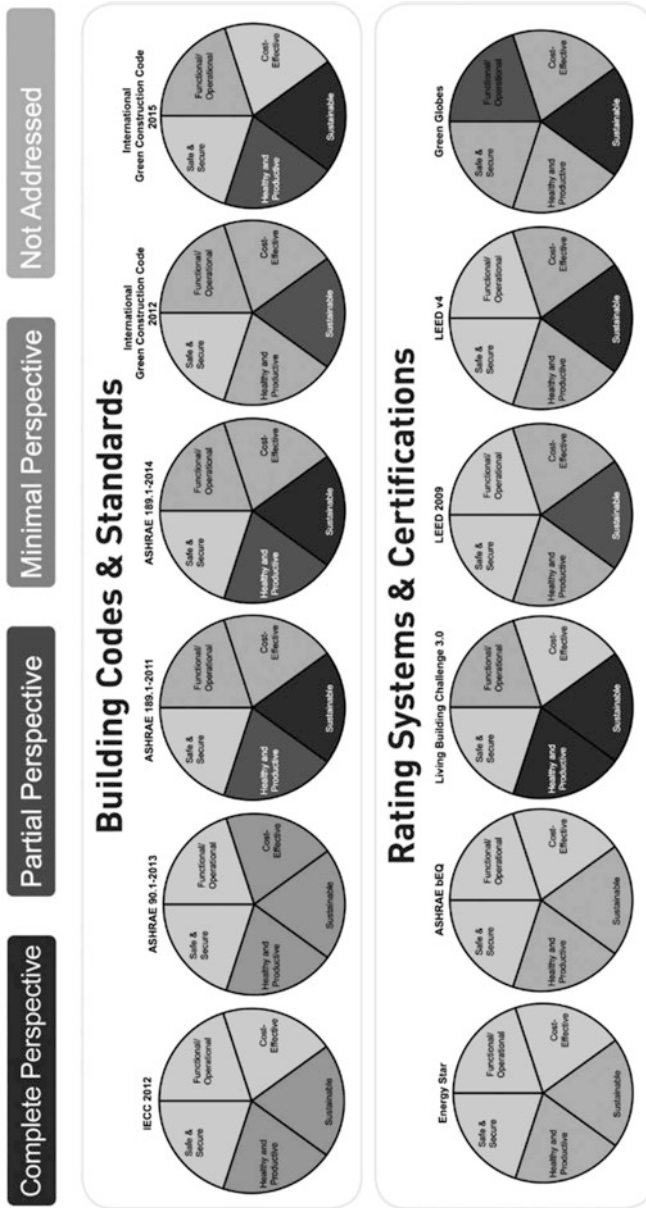 Complete Perspective
Partial Perspective
Minimal Perspective
Not Addressed
Building Codes & Standards
IECC 2012
Safe &
Secure
Functional/
Operational
Cost-
Effective
Sustainable
Healthy and
Productive
ASHRAE 90.1-2013
Safe &
Secure
Functional/
Operational
Cost-
Effective
Sustainable
Healthy and
Productive
ASHRAE 189.1-2011
Safe &
Secure
Functional/
Operational
Cost-
Effective
Sustainable
Healthy and
Productive
ASHRAE 189.1-2014
Safe &
Secure
Functional/
Operational
Cost-
Effective
Sustainable
Healthy and
Productive
International
Green Construction Code
2012
Safe &
Secure
Functional/
Operational
Cost-
Effective
Sustainable
Healthy and
Productive
International
Green Construction Code
2015
Safe &
Secure
Functional/
Operational
Cost-
Effective
Sustainable
Healthy and
Productive
Rating Systems & Certifications
Energy Star
Safe &
Secure
Functional/
Operational
Cost-
Effective
Sustainable
Healthy and
Productive
ASHRAE bEQ
Safe &
Secure
Functional/
Operational
Cost-
Effective
Sustainable
Healthy and
Productive
Living Building Challenge 3.0
Safe &
Secure
Functional/
Operational
Cost-
Effective
Sustainable
Healthy and
Productive
LEED 2009
Safe &
Secure
Functional/
Operational
Cost-
Effective
Sustainable
Healthy and
Productive
LEED v4
Safe &
Secure
Functional/
Operational
Cost-
Effective
Sustainable
Healthy and
Productive
Green Globes
Safe &
Secure
Functional/
Operational
Cost-
Effective
Sustainable
Healthy and
Productive